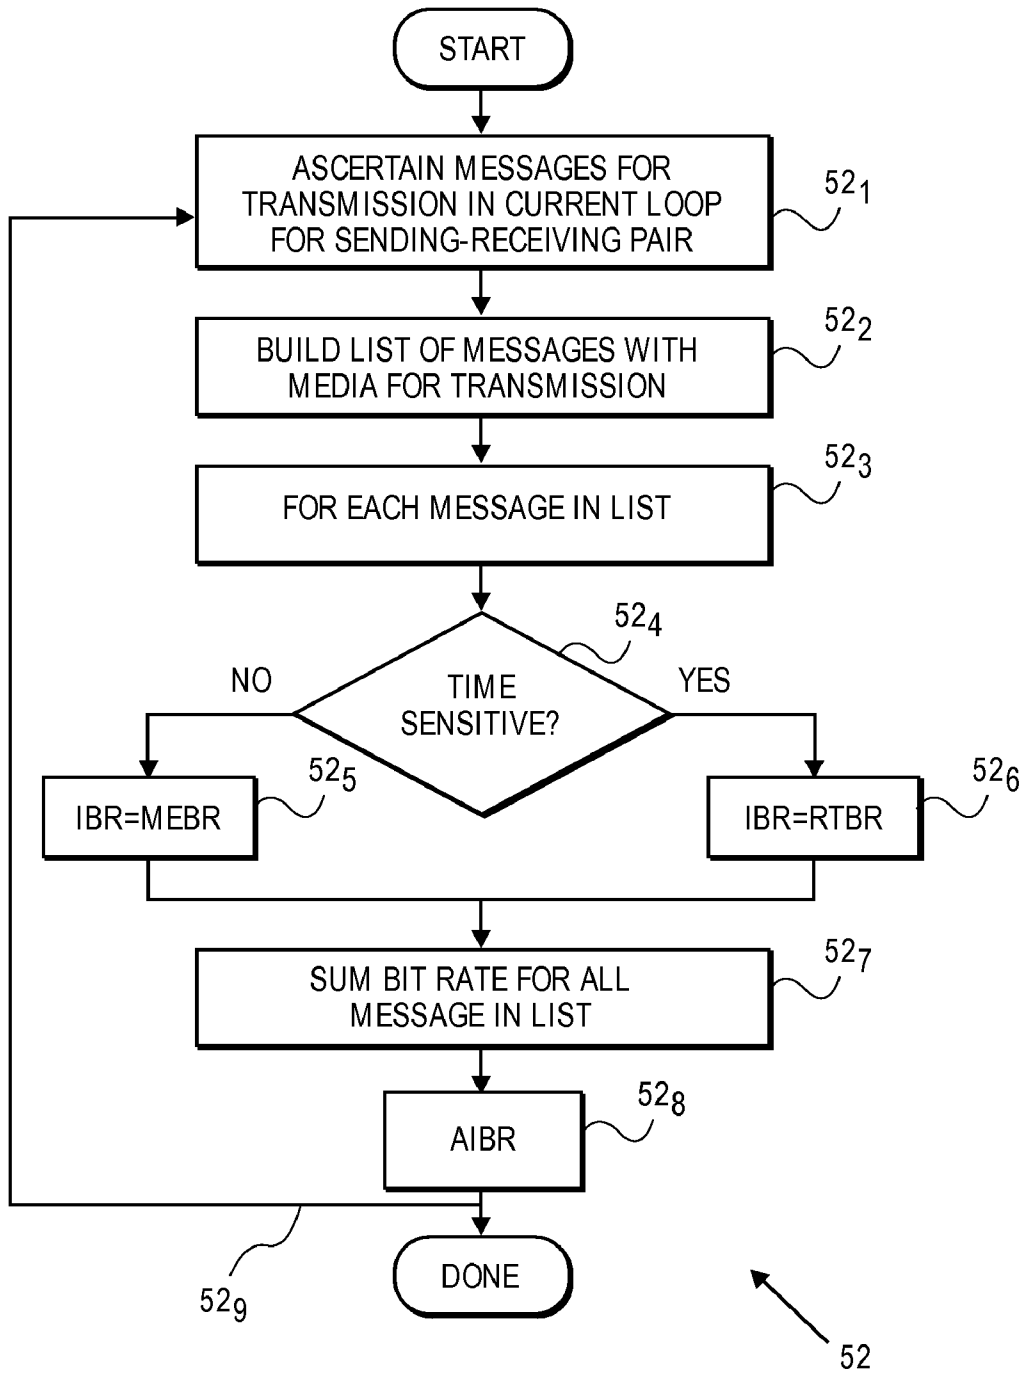 START
ASCERTAIN MESSAGES FOR
TRANSMISSION IN CURRENT LOOP
FOR SENDING-RECEIVING PAIR
52₁
BUILD LIST OF MESSAGES WITH
MEDIA FOR TRANSMISSION
52₂
FOR EACH MESSAGE IN LIST
52₃
TIME
SENSITIVE?
52₄
NO
YES
IBR=MEBR
52₅
IBR=RTBR
52₆
SUM BIT RATE FOR ALL
MESSAGE IN LIST
52₇
AIBR
52₈
DONE
52₉
52